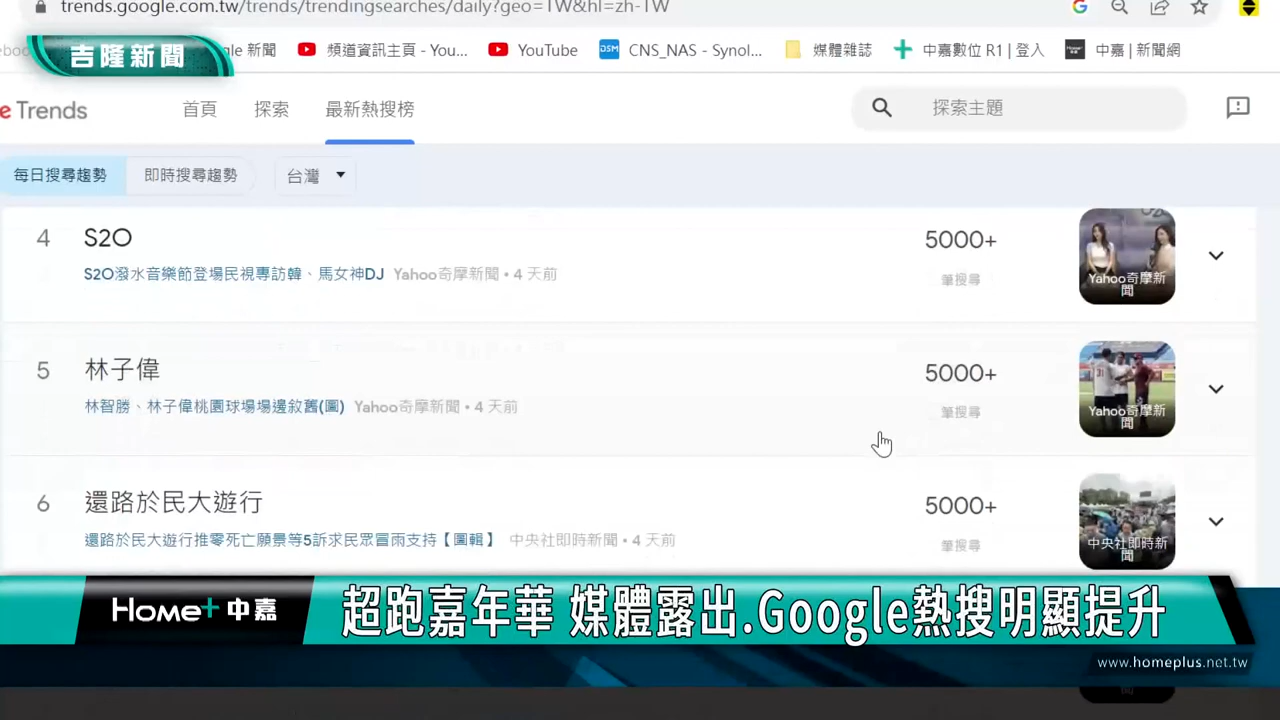 trends.google.com.tw/trends/trendingsearches/daily?geo=TW&hl=zh-TW
吉隆新聞
gle 新聞
頻道資訊主頁 - You...
YouTube
DSM
CNS_NAS - Synol...
媒體雜誌
中嘉數位 R1 | 登入
中嘉 | 新聞網
e Trends
首頁
探索
最新熱搜榜
探索主題
每日搜尋趨勢
即時搜尋趨勢
台灣
4
S2O
5000+
S2O潑水音樂節登場民視專訪韓、馬女神DJ Yahoo奇摩新聞 • 4 天前
筆搜尋
Yahoo奇摩新聞
5
林子偉
5000+
林智勝、林子偉桃園球場場邊敘舊(圖) Yahoo奇摩新聞 • 4 天前
筆搜尋
Yahoo奇摩新聞
6
還路於民大遊行
5000+
還路於民大遊行推零死亡願景等5訴求民眾冒雨支持【圖輯】 中央社即時新聞 • 4 天前
筆搜尋
中央社即時新聞
Home+ 中嘉
超跑嘉年華 媒體露出.Google熱搜明顯提升
www.homeplus.net.tw